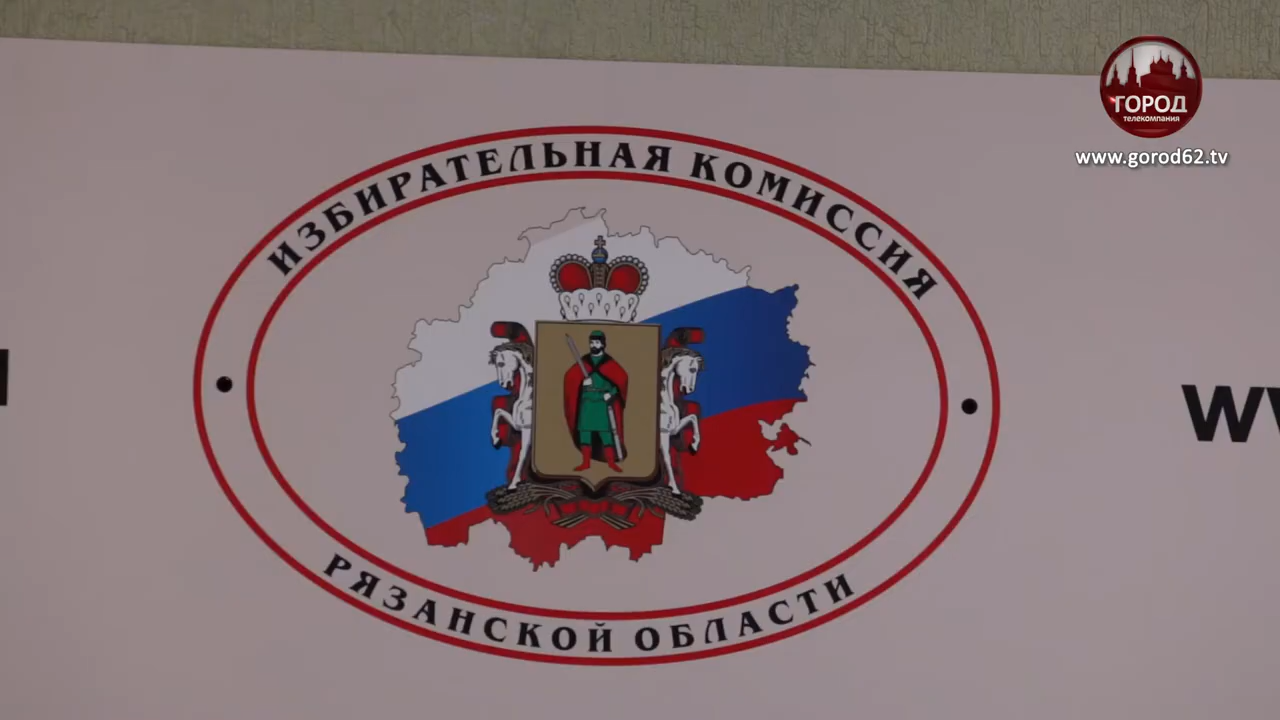 ГОРОД
телекомпания
www.gorod62.tv
ИЗБИРАТЕЛЬНАЯ КОМИССИЯ
РЯЗАНСКОЙ ОБЛАСТИ